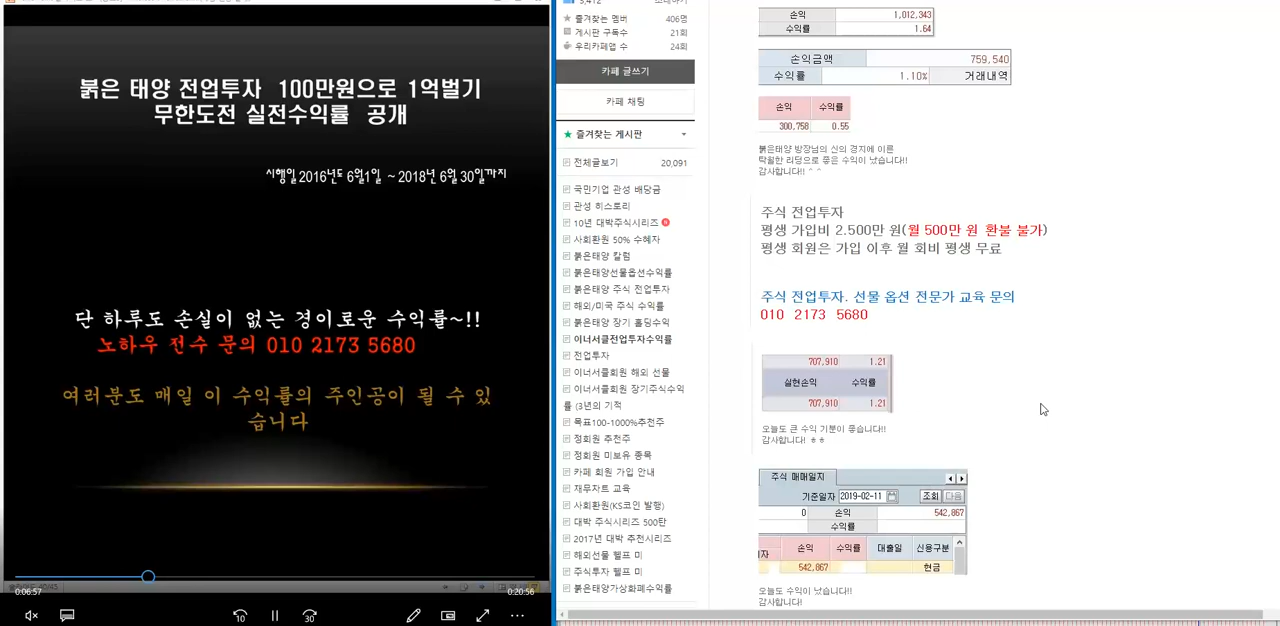 붉은 태양 전업투자 100만원으로 1억벌기
무한도전 실전수익률 공개
시행일2016년도 6월1일 ~ 2018년 6월 30일까지
단 하루도 손실이 없는 경이로운 수익률~!!
노하우 전수 문의 010 2173 5680
여러분도 매일 이 수익률의 주인공이 될 수 있
습니다
0:06:57
0:20:56
10
30
즐겨찾는 멤버 406명
게시판 구독수 21회
우리카페앱 수 24회
카페 글쓰기
카페 채팅
즐겨찾는 게시판
전체글보기 20,091
국민기업 관성 배당금
관성 히스토리
10년 대박주식시리즈
사회환원 50% 수혜자
붉은태양 칼럼
붉은태양선물옵션수익률
붉은태양 주식 전업투자
해외/미국 주식 수익률
붉은태양 장기 홀딩수익
이너서클전업투자수익률
전업투자
이너서클회원 해외 선물
이너서클회원 장기주식수익
률 (3년의 기적
목표100-1000%추천주
정회원 추천주
정회원 미보유 종목
카페 회원 가입 안내
재무차트 교육
사회환원(KS코인 발행)
대박 주식시리즈 500탄
2017년 대박 추천시리즈
해외선물 헬프 미
주식투자 헬프 미
붉은태양가상화폐수익률
손익 1,012,343
수익률 1.64
손익금액 759,540
수익률 1.10% 거래내역
손익 수익률
300,758 0.55
붉은태양 방장님의 신의 경지에 이른
탁월한 리딩으로 좋은 수익이 났습니다!!
감사합니다!! ^ ^
주식 전업투자
평생 가입비 2.500만 원(월 500만 원 환불 불가)
평생 회원은 가입 이후 월 회비 평생 무료
주식 전업투자. 선물 옵션 전문가 교육 문의
010 2173 5680
707,910 1.21
실현손익 수익률
707,910 1.21
오늘도 큰 수익 기분이 좋습니다!!
감사합니다! ㅎㅎ
주식 매매일지
기준일자 2019-02-11 조회 다음
0 손익 542,867
수익률
손익 수익률 대출일 신용구분
542,867 현금
오늘도 수익이 났습니다!!
감사합니다!